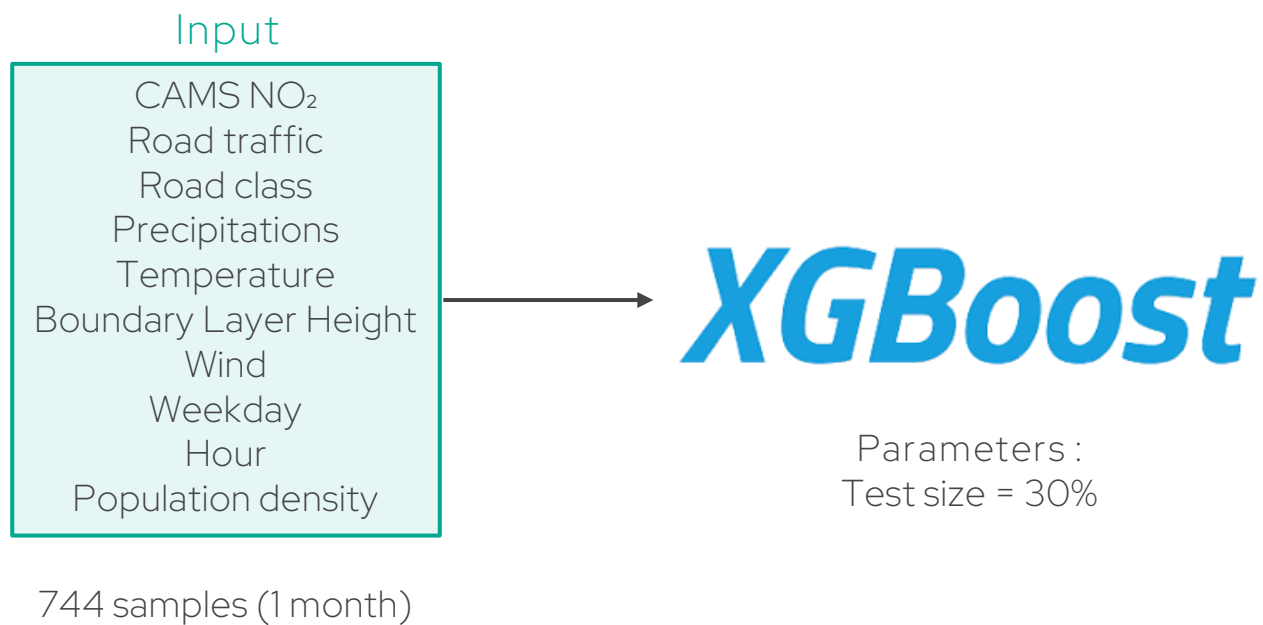 Input
CAMS NO₂
Road traffic
Road class
Precipitations
Temperature
Boundary Layer Height
Wind
Weekday
Hour
Population density
744 samples (1 month)
XGBoost
Parameters :
Test size = 30%